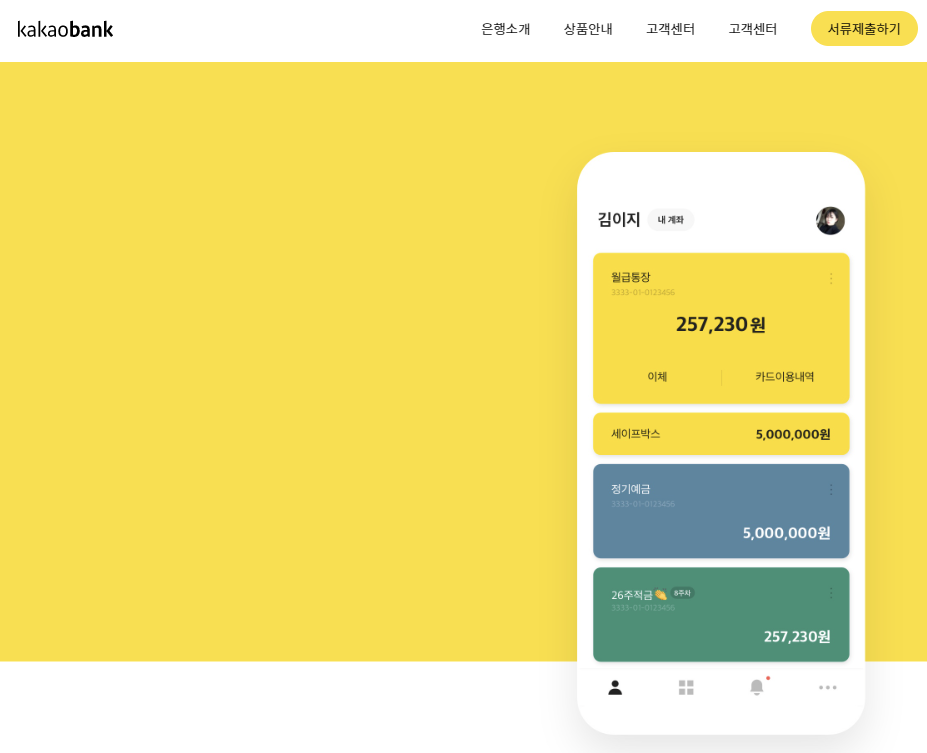 kakaobank
은행소개 상품안내 고객센터 고객센터 서류제출하기
김이지 내 계좌
월급통장
3333-01-0123456
257,230원
이체 카드이용내역
세이프박스 5,000,000원
정기예금
3333-01-0123456
5,000,000원
26주적금 8주차
3333-01-0123456
257,230원